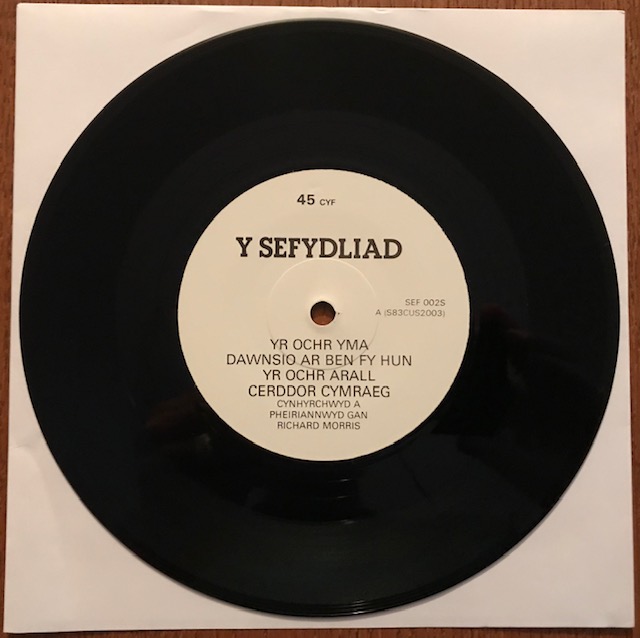 45 CYF
Y SEFYDLIAD
SEF 002S
A (S83CUS2003)
YR OCHR YMA
DAWNSIO AR BEN FY HUN
YR OCHR ARALL
CERDDOR CYMRAEG
CYNHYRCHWYD A
PHEIRIANNWYD GAN
RICHARD MORRIS